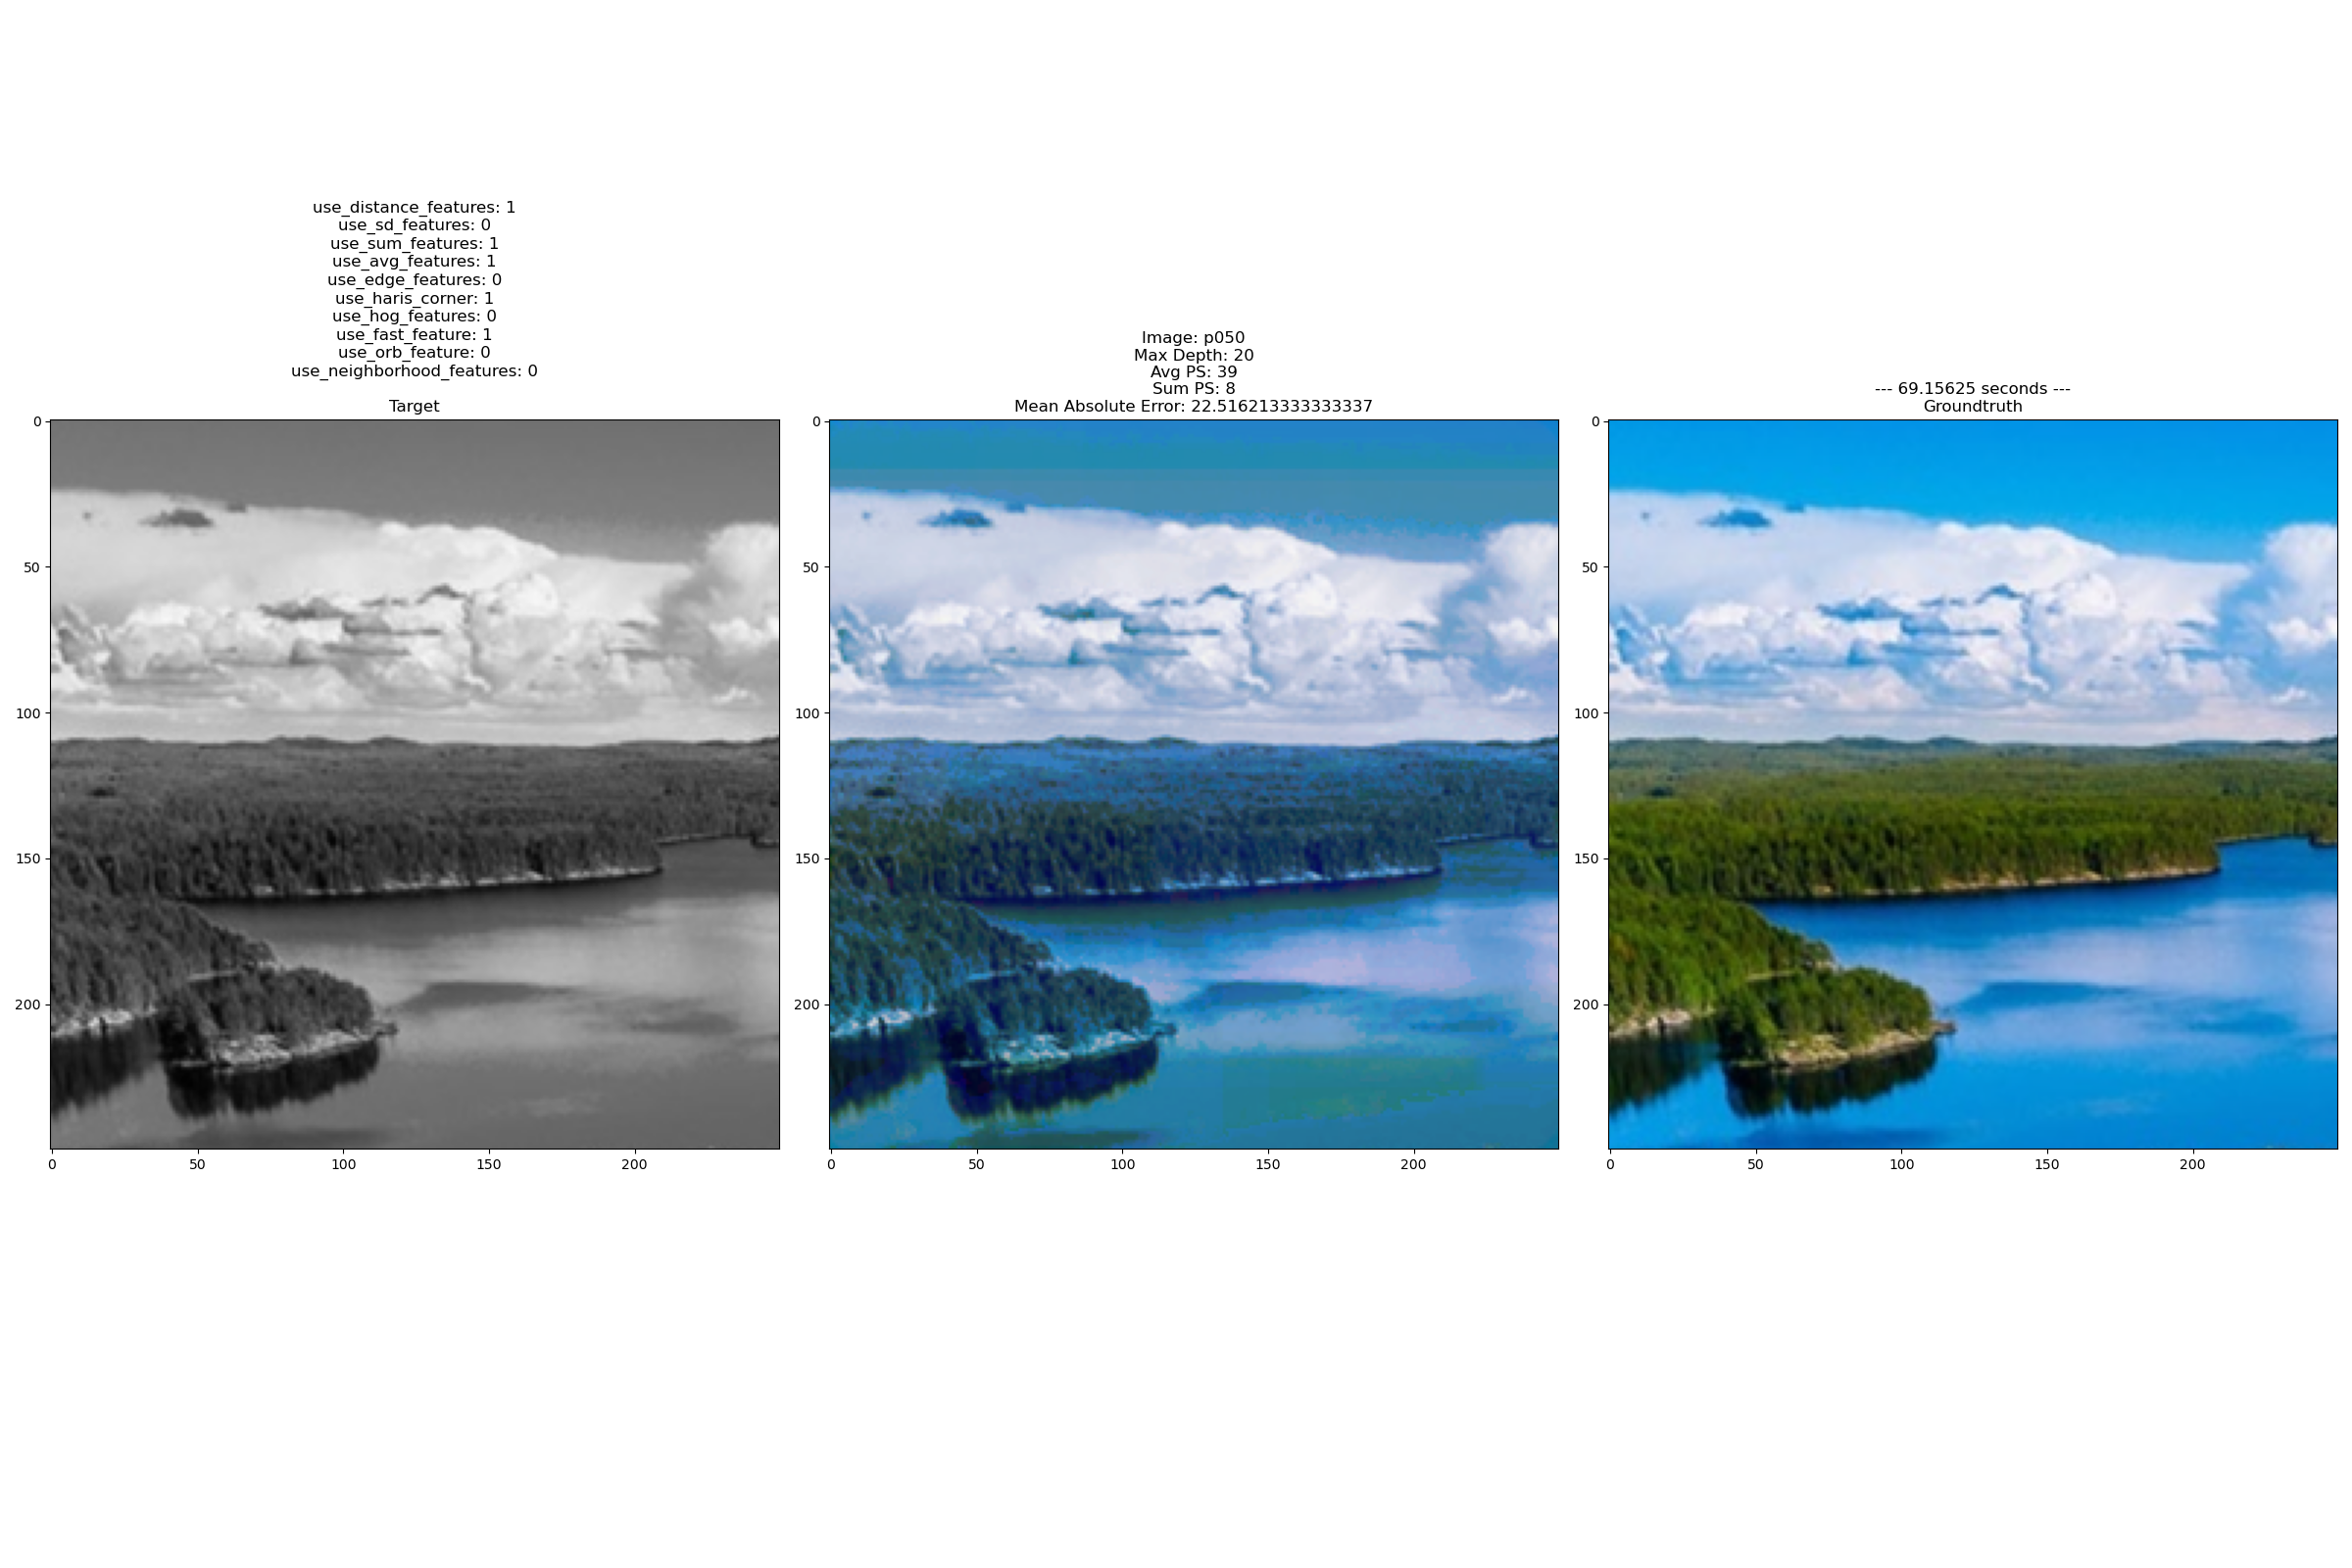 use_distance_features: 1
use_sd_features: 0
use_sum_features: 1
use_avg_features: 1
use_edge_features: 0
use_haris_corner: 1
use_hog_features: 0
use_fast_feature: 1
use_orb_feature: 0
use_neighborhood_features: 0
Target
0
50
100
150
200
0
50
100
150
200
Image: p050
Max Depth: 20
Avg PS: 39
Sum PS: 8
Mean Absolute Error: 22.516213333333337
0
50
100
150
200
0
50
100
150
200
--- 69.15625 seconds ---
Groundtruth
0
50
100
150
200
0
50
100
150
200